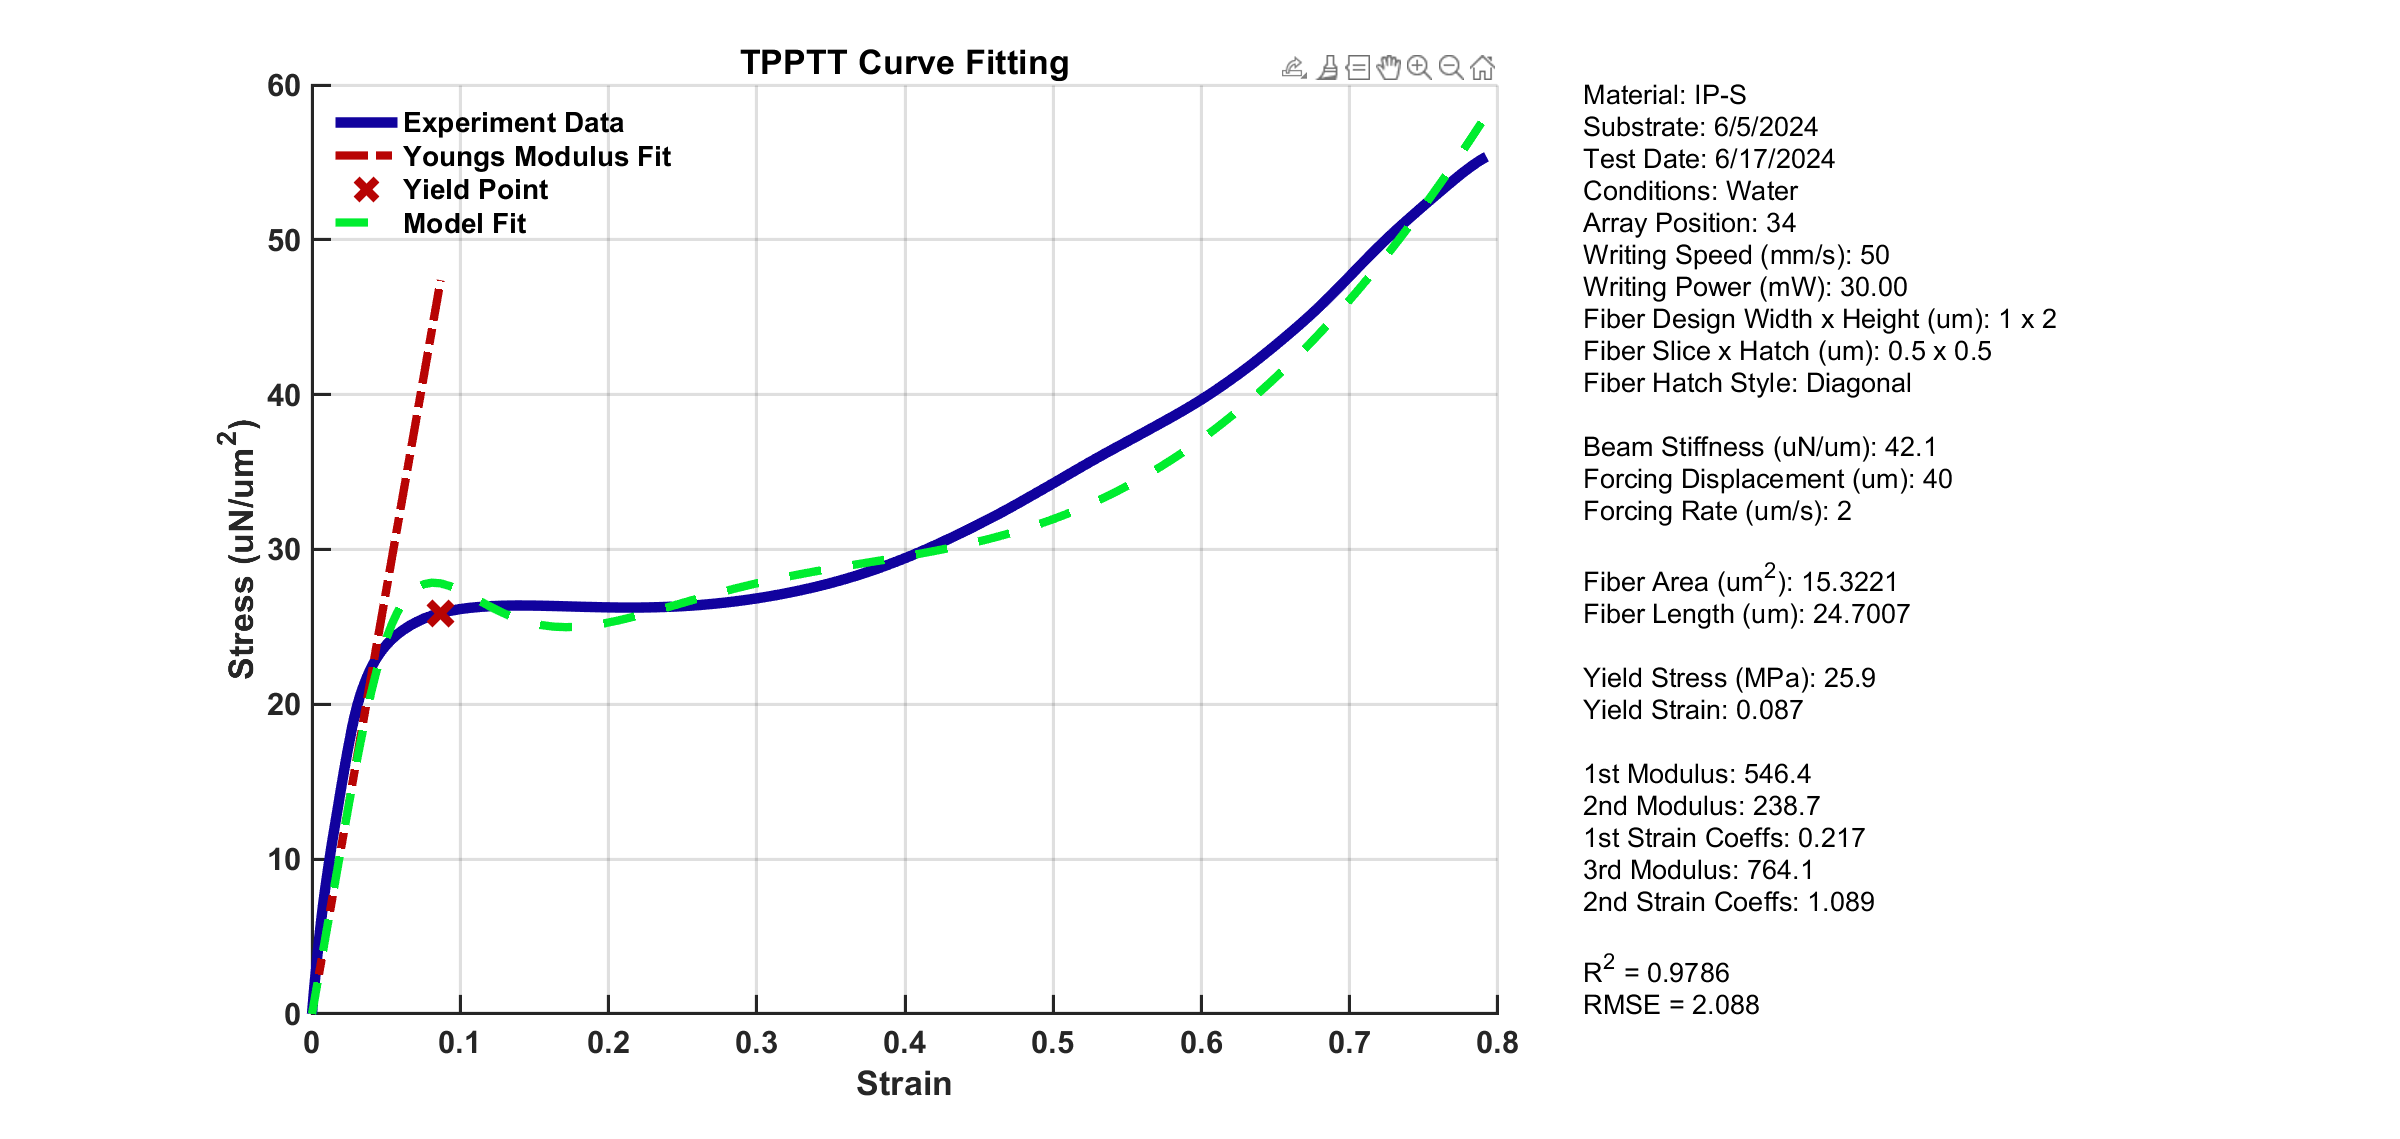 TPPTT Curve Fitting
60
50
40
30
20
10
0
Stress (uN/um²)
Experiment Data
Youngs Modulus Fit
Yield Point
Model Fit
0 0.1 0.2 0.3 0.4 0.5 0.6 0.7 0.8
Strain
Material: IP-S
Substrate: 6/5/2024
Test Date: 6/17/2024
Conditions: Water
Array Position: 34
Writing Speed (mm/s): 50
Writing Power (mW): 30.00
Fiber Design Width x Height (um): 1 x 2
Fiber Slice x Hatch (um): 0.5 x 0.5
Fiber Hatch Style: Diagonal
Beam Stiffness (uN/um): 42.1
Forcing Displacement (um): 40
Forcing Rate (um/s): 2
Fiber Area (um²): 15.3221
Fiber Length (um): 24.7007
Yield Stress (MPa): 25.9
Yield Strain: 0.087
1st Modulus: 546.4
2nd Modulus: 238.7
1st Strain Coeffs: 0.217
3rd Modulus: 764.1
2nd Strain Coeffs: 1.089
R² = 0.9786
RMSE = 2.088